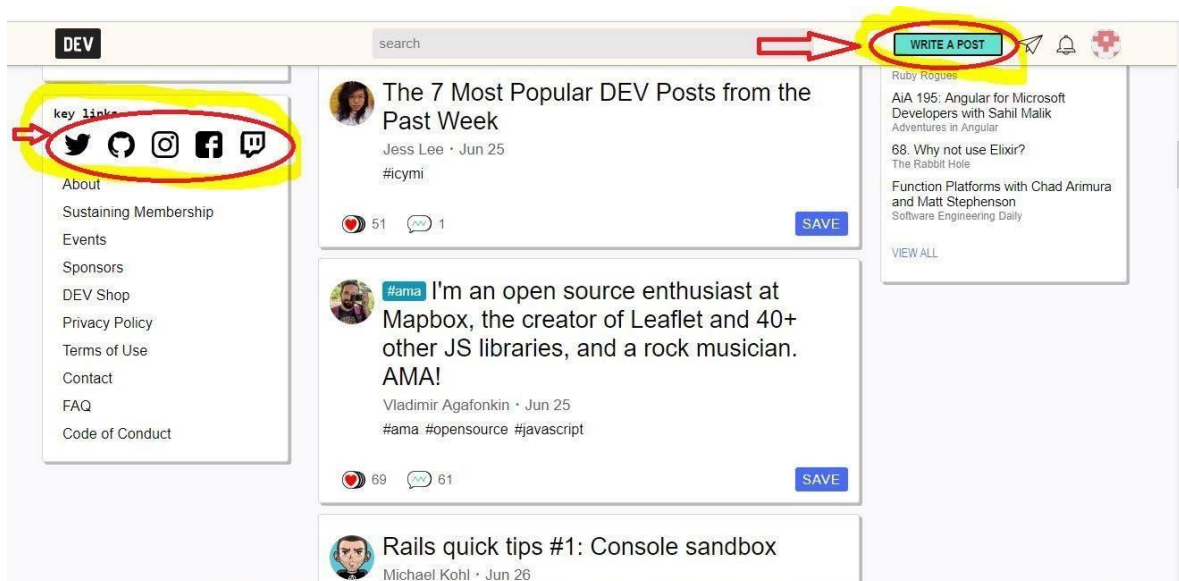 DEV
search
WRITE A POST
key links
About
Sustaining Membership
Events
Sponsors
DEV Shop
Privacy Policy
Terms of Use
Contact
FAQ
Code of Conduct
The 7 Most Popular DEV Posts from the
Past Week
Jess Lee · Jun 25
#icymi
51
1
SAVE
#ama I'm an open source enthusiast at
Mapbox, the creator of Leaflet and 40+
other JS libraries, and a rock musician.
AMA!
Vladimir Agafonkin · Jun 25
#ama #opensource #javascript
69
61
SAVE
Rails quick tips #1: Console sandbox
Michael Kohl · Jun 26
Ruby Rogues
AiA 195: Angular for Microsoft
Developers with Sahil Malik
Adventures in Angular
68. Why not use Elixir?
The Rabbit Hole
Function Platforms with Chad Arimura
and Matt Stephenson
Software Engineering Daily
VIEW ALL